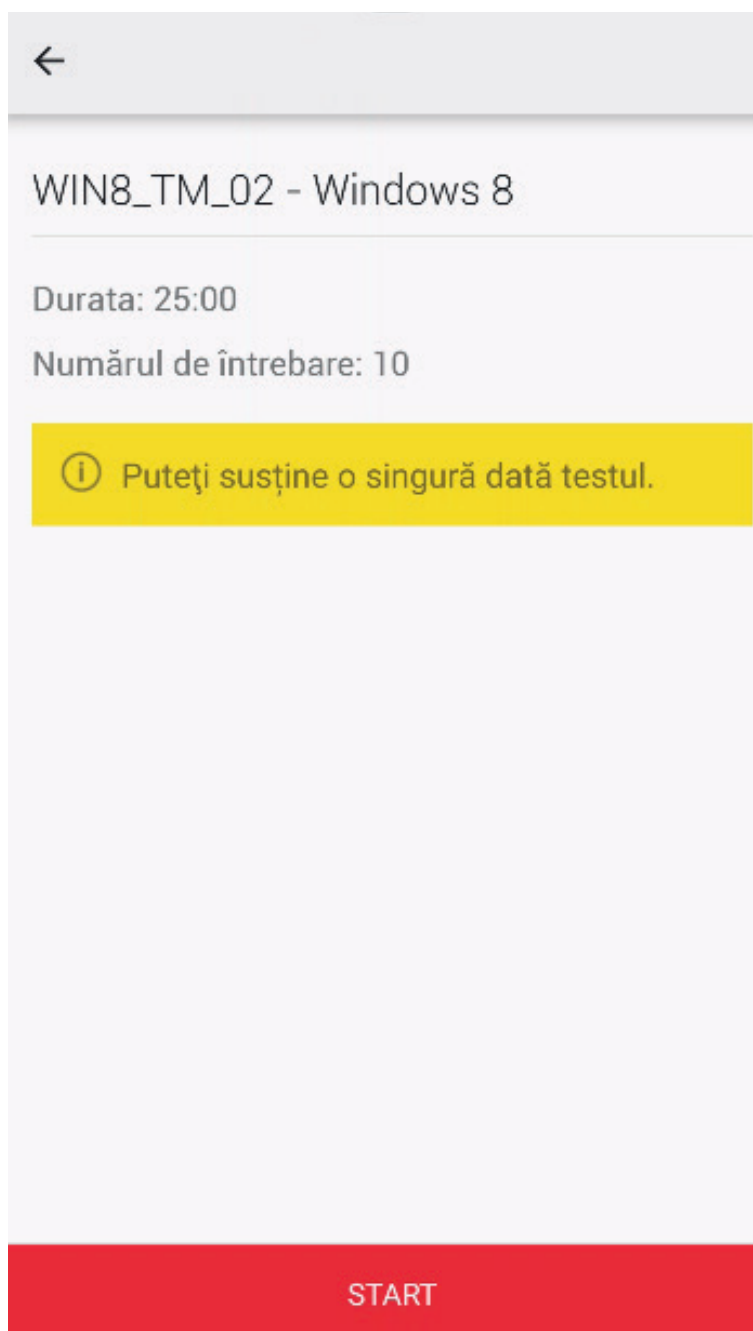 WIN8_TM_02 - Windows 8
Durata: 25:00
Numărul de întrebare: 10
Puteţi susține o singură dată testul.
START